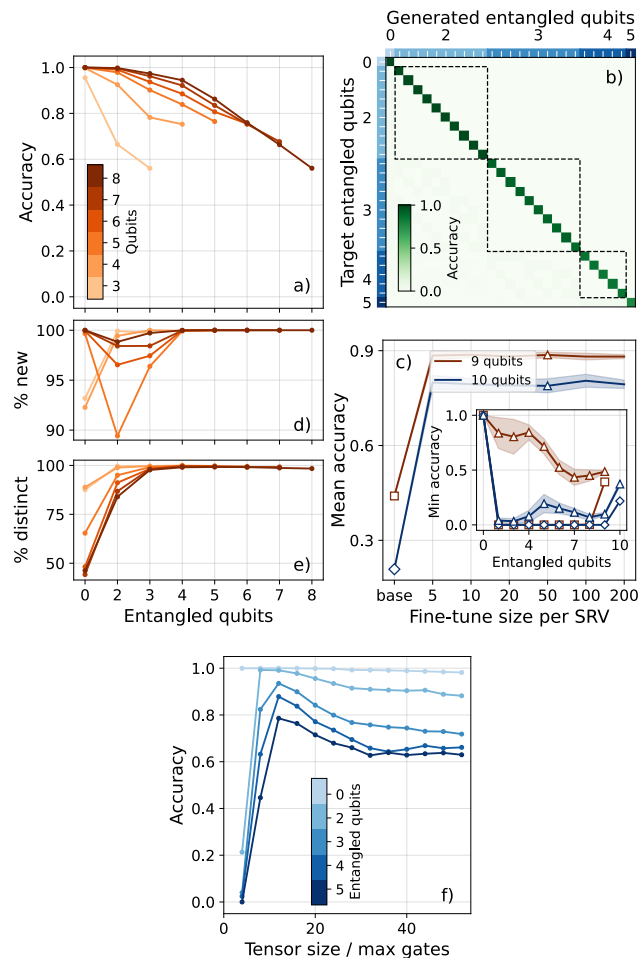 Generated entangled qubits
0 2 3 4 5
1.0
0.8
0.6
0.4
0.2
0.0
Accuracy
8
7
6
5
4
3
Qubits
a)
0
2
3
4
5
Target entangled qubits
b)
1.0
0.5
0.0
Accuracy
100
95
90
% new
d)
100
75
50
% distinct
e)
0 1 2 3 4 5 6 7 8
Entangled qubits
0.9
0.6
0.3
Mean accuracy
c)
9 qubits
10 qubits
1.0
0.5
0.0
Min accuracy
0 4 7 10
Entangled qubits
base 5 10 20 50 100 200
Fine-tune size per SRV
1.0
0.8
0.6
0.4
0.2
0.0
Accuracy
0
2
3
4
5
Entangled qubits
f)
0 20 40
Tensor size / max gates